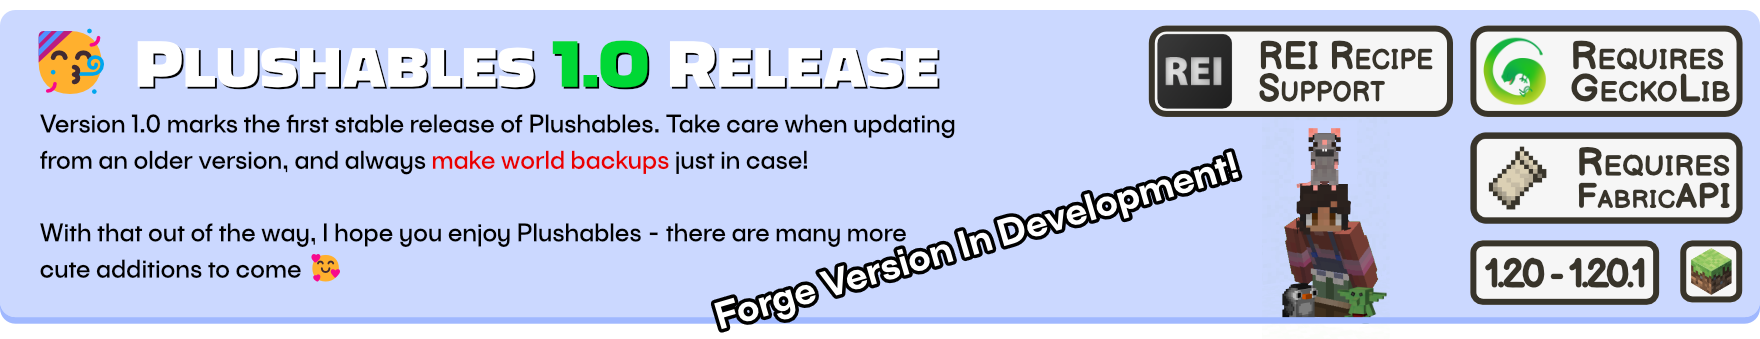 PLUSHABLES 1.0 RELEASE
Version 1.0 marks the first stable release of Plushables. Take care when updating
from an older version, and always make world backups just in case!
With that out of the way, I hope you enjoy Plushables - there are many more
cute additions to come
Forge Version In Development!
REI
REI RECIPE
SUPPORT
REQUIRES
GECKOLIB
REQUIRES
FABRICAPI
1.20 - 1.20.1